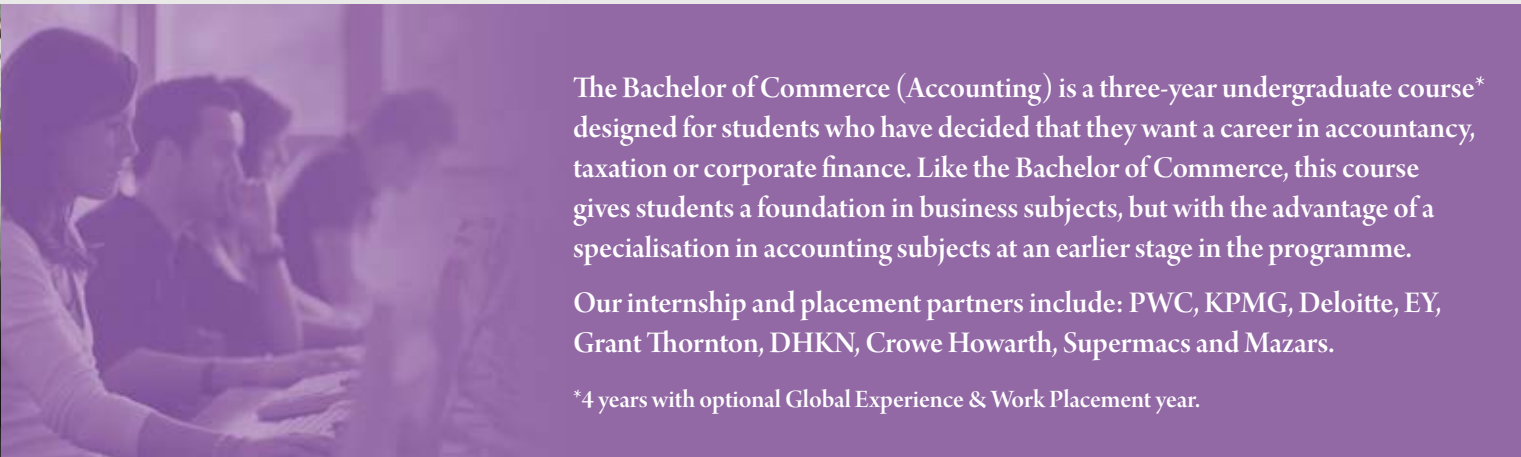 The Bachelor of Commerce (Accounting) is a three-year undergraduate course*
designed for students who have decided that they want a career in accountancy,
taxation or corporate finance. Like the Bachelor of Commerce, this course
gives students a foundation in business subjects, but with the advantage of a
specialisation in accounting subjects at an earlier stage in the programme.
Our internship and placement partners include: PWC, KPMG, Deloitte, EY,
Grant Thornton, DHKN, Crowe Howarth, Supermacs and Mazars.
*4 years with optional Global Experience & Work Placement year.